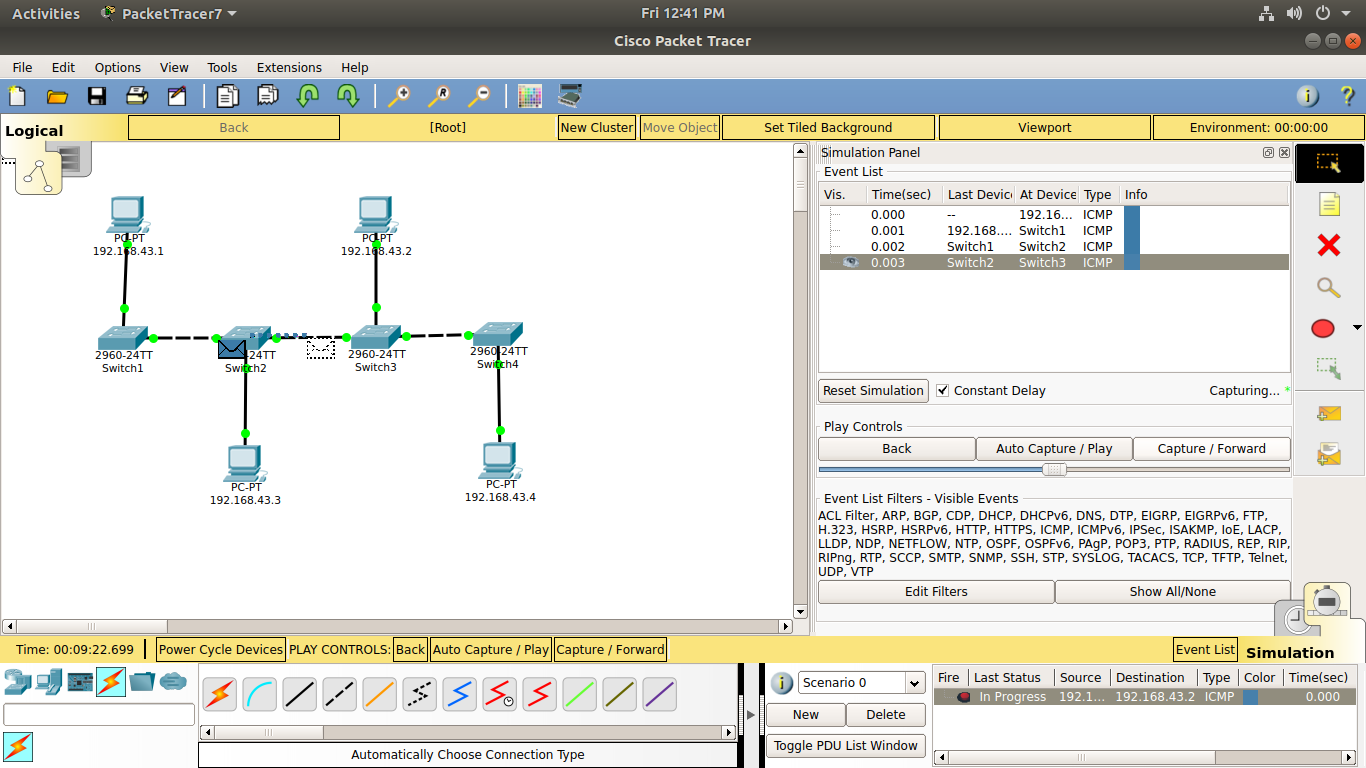 Activities PacketTracer7 Fri 12:41 PM
Cisco Packet Tracer
File Edit Options View Tools Extensions Help
Logical Back [Root] New Cluster Move Object Set Tiled Background Viewport Environment: 00:00:00
PC-PT
192.168.43.1
PC-PT
192.168.43.2
2960-24TT
Switch1
-24TT
Switch2
2960-24TT
Switch3
2960-24TT
Switch4
PC-PT
192.168.43.3
PC-PT
192.168.43.4
Simulation Panel
Event List
Vis. Time(sec) Last Devic At Device Type Info
0.000 -- 192.16... ICMP
0.001 192.168.... Switch1 ICMP
0.002 Switch1 Switch2 ICMP
0.003 Switch2 Switch3 ICMP
Reset Simulation Constant Delay Capturing... *
Play Controls
Back Auto Capture / Play Capture / Forward
Event List Filters - Visible Events
ACL Filter, ARP, BGP, CDP, DHCP, DHCPv6, DNS, DTP, EIGRP, EIGRPv6, FTP,
H.323, HSRP, HSRPv6, HTTP, HTTPS, ICMP, ICMPv6, IPSec, ISAKMP, IoE, LACP,
LLDP, NDP, NETFLOW, NTP, OSPF, OSPFv6, PAgP, POP3, PTP, RADIUS, REP, RIP,
RIPng, RTP, SCCP, SMTP, SNMP, SSH, STP, SYSLOG, TACACS, TCP, TFTP, Telnet,
UDP, VTP
Edit Filters Show All/None
Time: 00:09:22.699 Power Cycle Devices PLAY CONTROLS: Back Auto Capture / Play Capture / Forward Event List Simulation
Automatically Choose Connection Type
Scenario 0
New Delete
Toggle PDU List Window
Fire Last Status Source Destination Type Color Time(sec)
In Progress 192.1... 192.168.43.2 ICMP 0.000